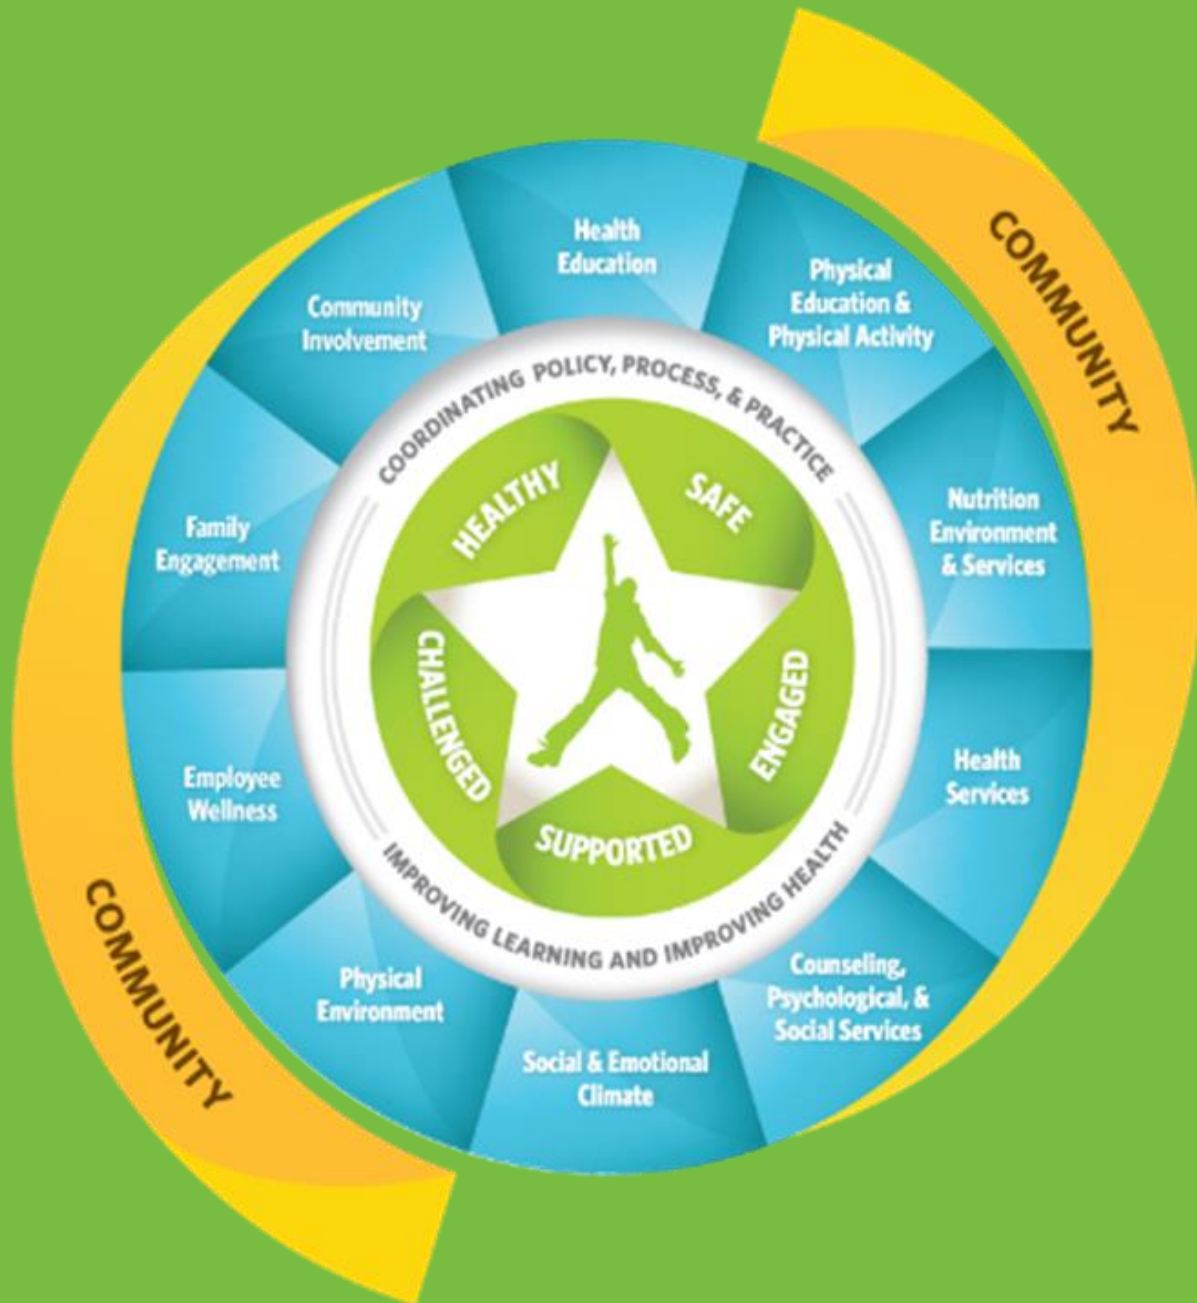 COMMUNITY
Health
Education
Physical
Education &
Physical Activity
Nutrition
Environment
& Services
Health
Services
Counseling,
Psychological, &
Social Services
Social & Emotional
Climate
Physical
Environment
Employee
Wellness
Family
Engagement
Community
Involvement
COORDINATING POLICY, PROCESS, & PRACTICE
IMPROVING LEARNING AND IMPROVING HEALTH
HEALTHY
SAFE
ENGAGED
SUPPORTED
CHALLENGED
COMMUNITY